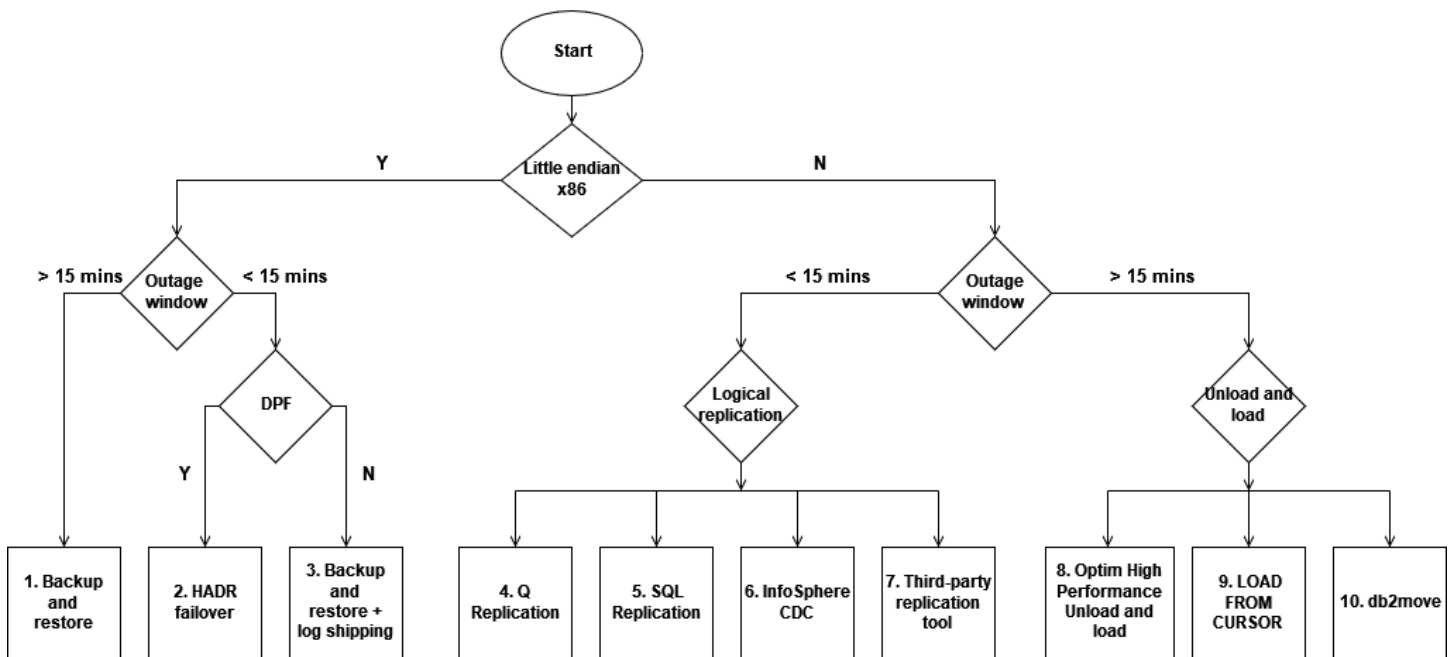 Start
Little endian
x86
Y
N
Outage
window
> 15 mins
< 15 mins
Outage
window
< 15 mins
> 15 mins
DPF
Y
N
Logical
replication
Unload and
load
1. Backup
and
restore
2. HADR
failover
3. Backup
and
restore +
log shipping
4. Q
Replication
5. SQL
Replication
6. InfoSphere
CDC
7. Third-party
replication
tool
8. Optim High
Performance
Unload and
load
9. LOAD
FROM
CURSOR
10. db2move